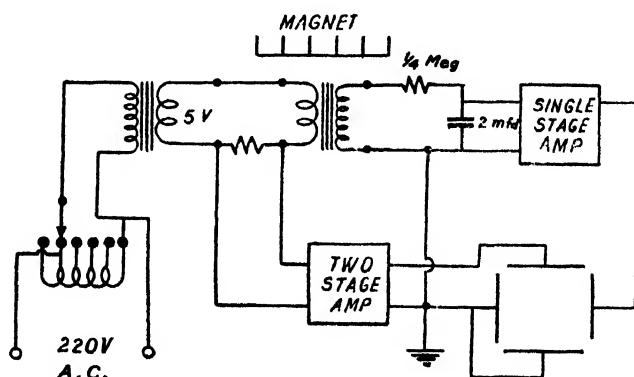 MAGNET
1/4 Meg
5 V
2 mfd
SINGLE
STAGE
AMP
TWO
STAGE
AMP
220V
A.C.